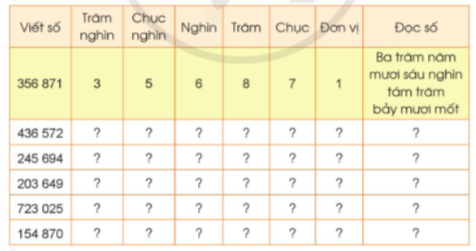 Viết số | Trăm nghìn | Chục nghìn | Nghìn | Trăm | Chục | Đơn vị | Đọc số
356 871 | 3 | 5 | 6 | 8 | 7 | 1 | Ba trăm năm mươi sáu nghìn tám trăm bảy mươi mốt
436 572 | ? | ? | ? | ? | ? | ? | ?
245 694 | ? | ? | ? | ? | ? | ? | ?
203 649 | ? | ? | ? | ? | ? | ? | ?
723 025 | ? | ? | ? | ? | ? | ? | ?
154 870 | ? | ? | ? | ? | ? | ? | ?